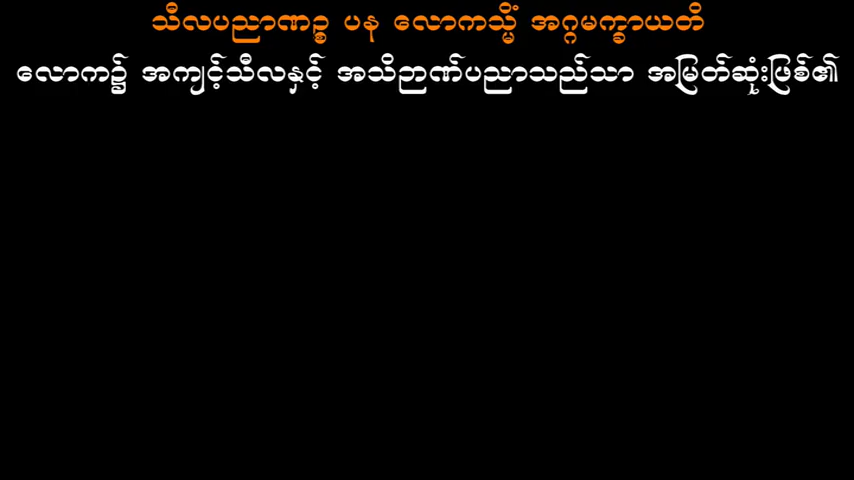 သီလပညာဏဉ္စ ပန လောကသ္မိံ အဂ္ဂမက္ခာယတိ
လောက၌ အကျင့်သီလနှင့် အသိဉာဏ်ပညာသည်သာ အမြတ်ဆုံးဖြစ်၏